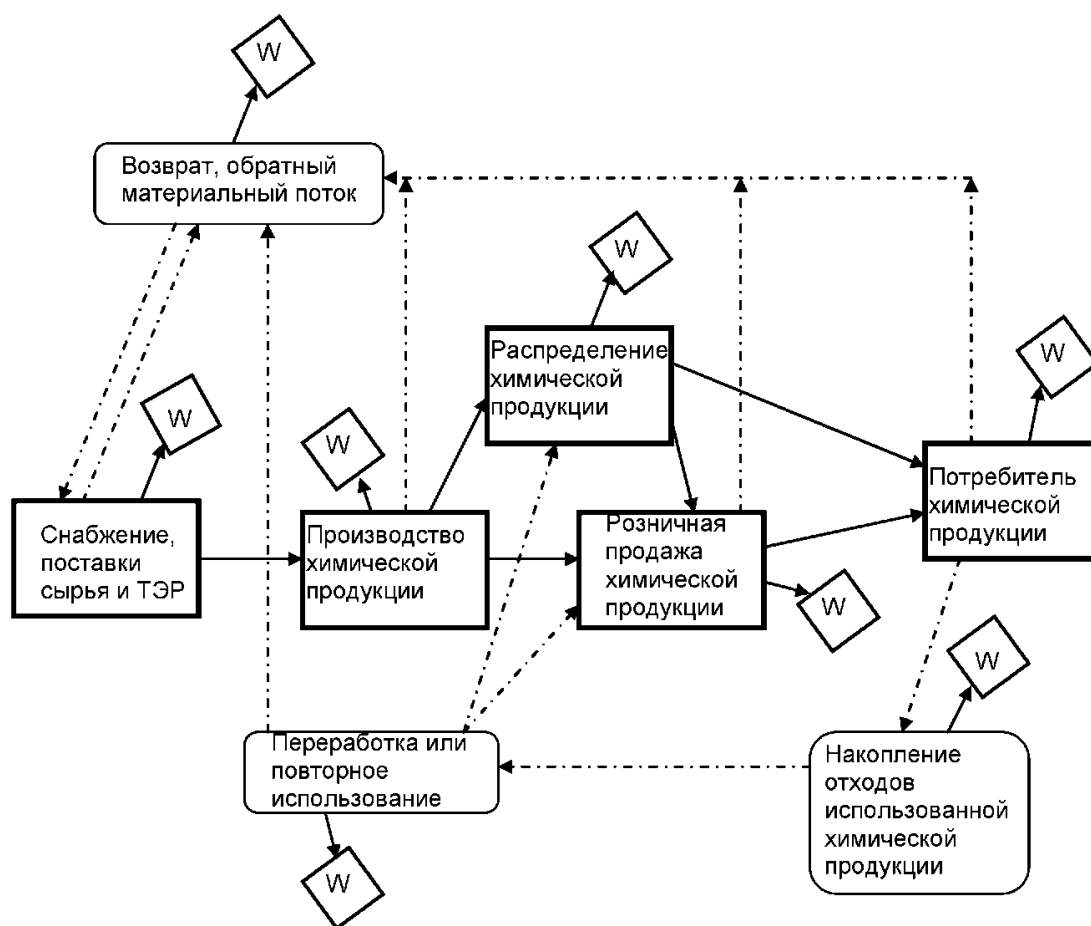 W
Возврат, обратный
материальный поток
W
Распределение
химической
продукции
W
W
W
Снабжение,
поставки
сырья и ТЭР
Производство
химической
продукции
Розничная
продажа
химической
продукции
Потребитель
химической
продукции
W
W
Переработка или
повторное
использование
Накопление
отходов
использованной
химической
продукции
W